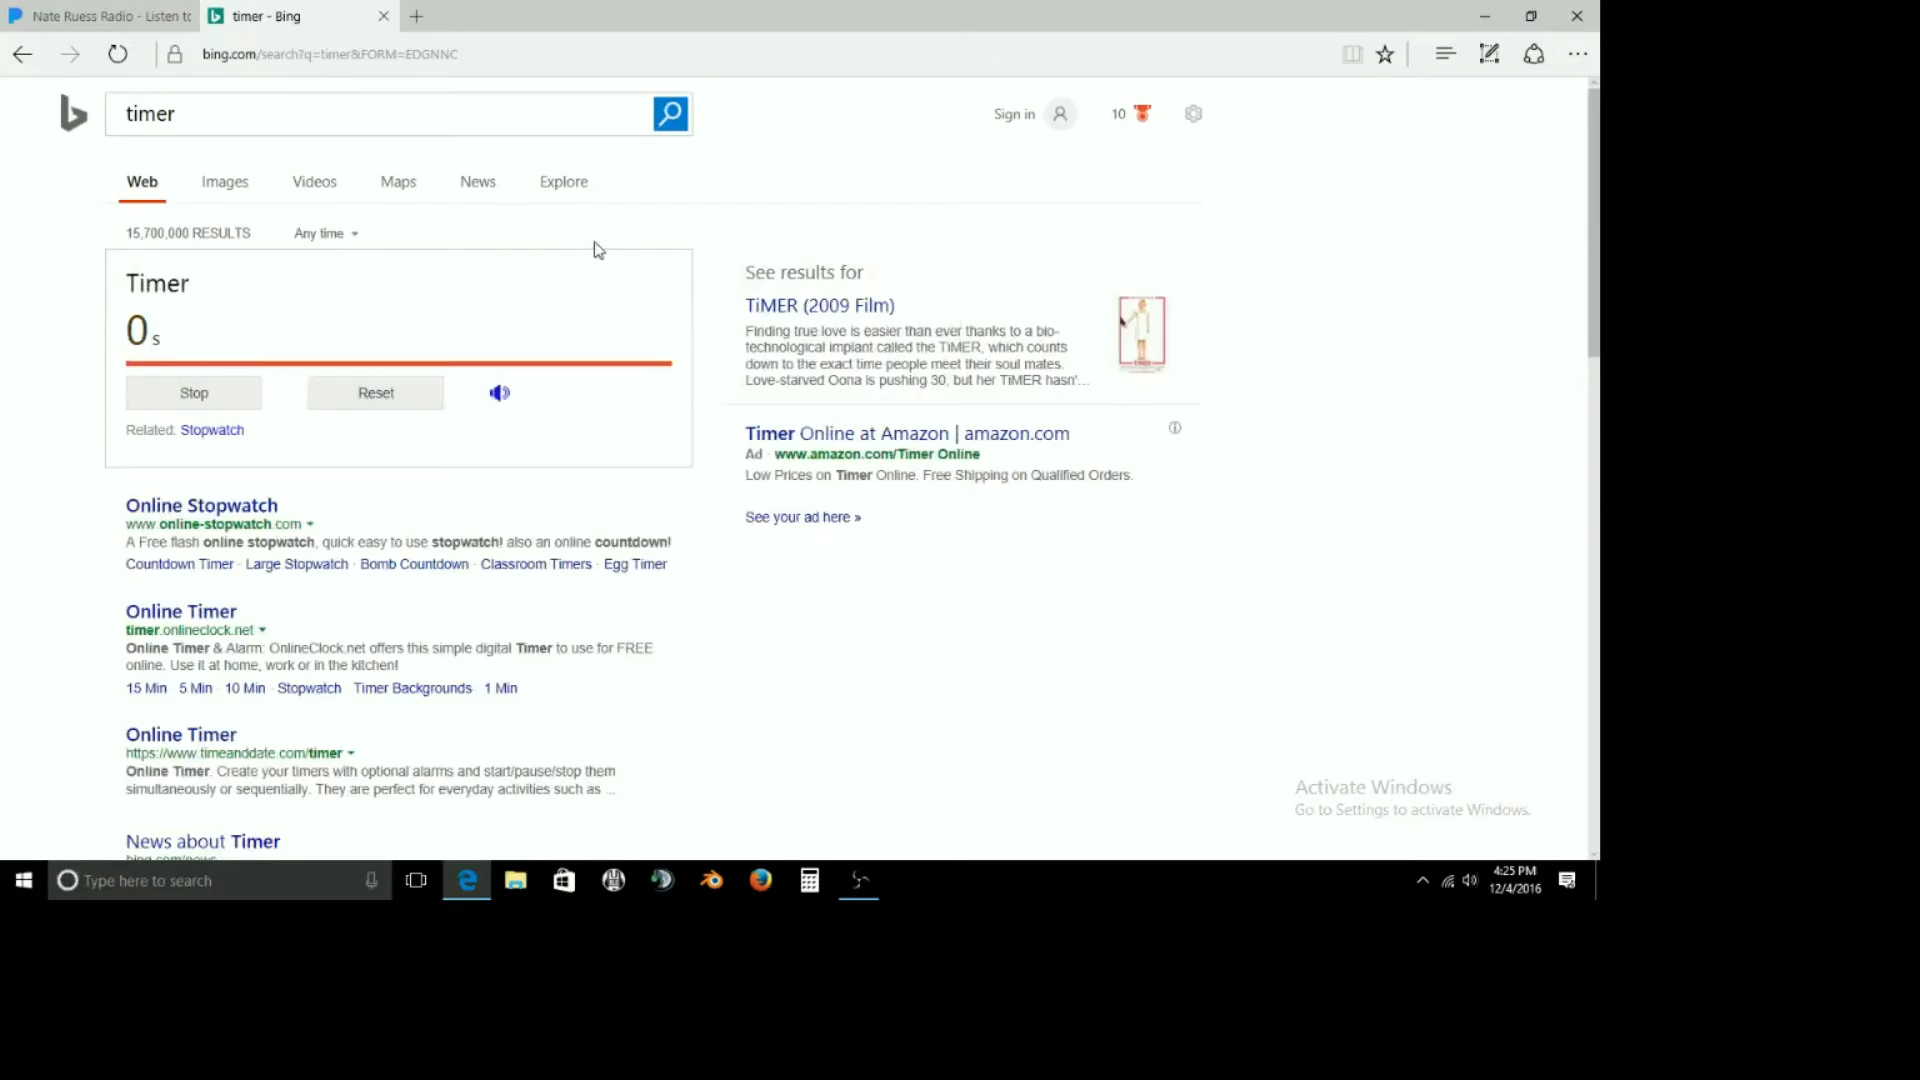 Nate Ruess Radio - Listen to
timer - Bing
bing.com/search?q=timer&FORM=EDGNNC
timer
Sign in
10
Web Images Videos Maps News Explore
15,700,000 RESULTS Any time
Timer
0 s
Stop Reset
Related: Stopwatch
See results for
TiMER (2009 Film)
Finding true love is easier than ever thanks to a bio-
technological implant called the TiMER, which counts
down to the exact time people meet their soul mates.
Love-starved Oona is pushing 30, but her TiMER hasn'...
Timer Online at Amazon | amazon.com
Ad · www.amazon.com/Timer Online
Low Prices on Timer Online. Free Shipping on Qualified Orders.
See your ad here »
Online Stopwatch
www.online-stopwatch.com
A Free flash online stopwatch, quick easy to use stopwatch! also an online countdown!
Countdown Timer · Large Stopwatch · Bomb Countdown · Classroom Timers · Egg Timer
Online Timer
timer.onlineclock.net
Online Timer & Alarm: OnlineClock.net offers this simple digital Timer to use for FREE
online. Use it at home, work or in the kitchen!
15 Min · 5 Min · 10 Min · Stopwatch · Timer Backgrounds · 1 Min
Online Timer
https://www.timeanddate.com/timer
Online Timer. Create your timers with optional alarms and start/pause/stop them
simultaneously or sequentially. They are perfect for everyday activities such as ...
News about Timer
bing.com/news
Activate Windows
Go to Settings to activate Windows.
Type here to search
4:25 PM
12/4/2016